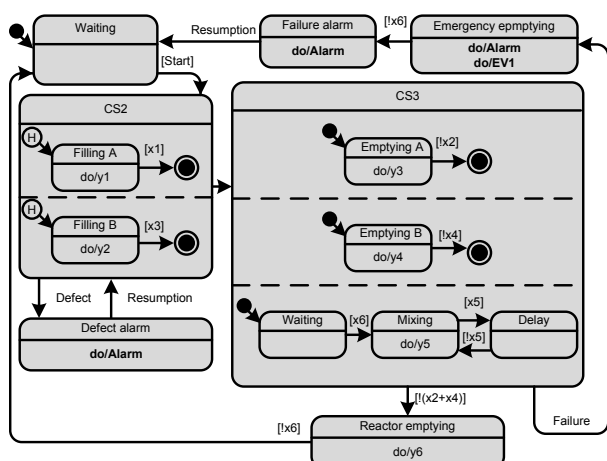 Waiting
Resumption
Failure alarm
do/Alarm
[!x6]
Emergency epmptying
do/Alarm
do/EV1
[Start]
CS2
H
Filling A
do/y1
[x1]
H
Filling B
do/y2
[x3]
CS3
Emptying A
do/y3
[!x2]
Emptying B
do/y4
[!x4]
Waiting
[x6]
Mixing
do/y5
[x5]
[!x5]
Delay
Defect
Resumption
Defect alarm
do/Alarm
[!(x2+x4)]
Failure
[!x6]
Reactor emptying
do/y6